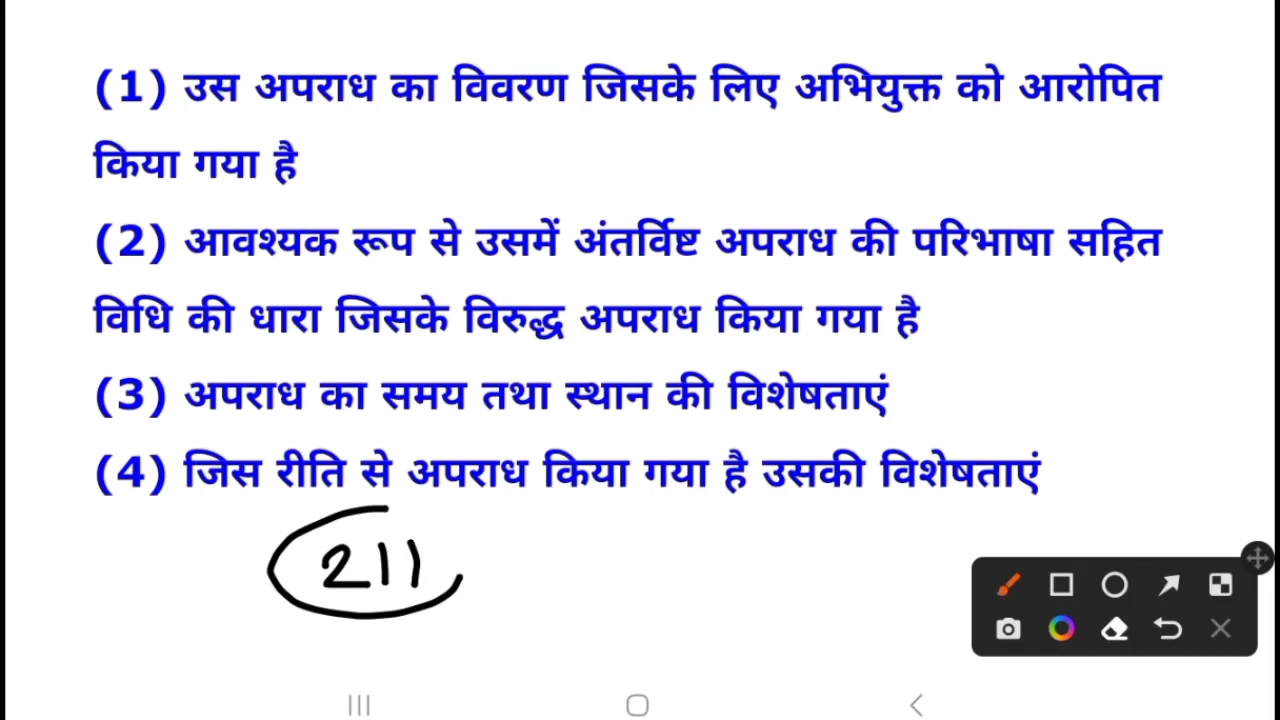 (1) उस अपराध का विवरण जिसके लिए अभियुक्त को आरोपित
किया गया है
(2) आवश्यक रूप से उसमें अंतर्विष्ट अपराध की परिभाषा सहित
विधि की धारा जिसके विरुद्ध अपराध किया गया है
(3) अपराध का समय तथा स्थान की विशेषताएं
(4) जिस रीति से अपराध किया गया है उसकी विशेषताएं
211